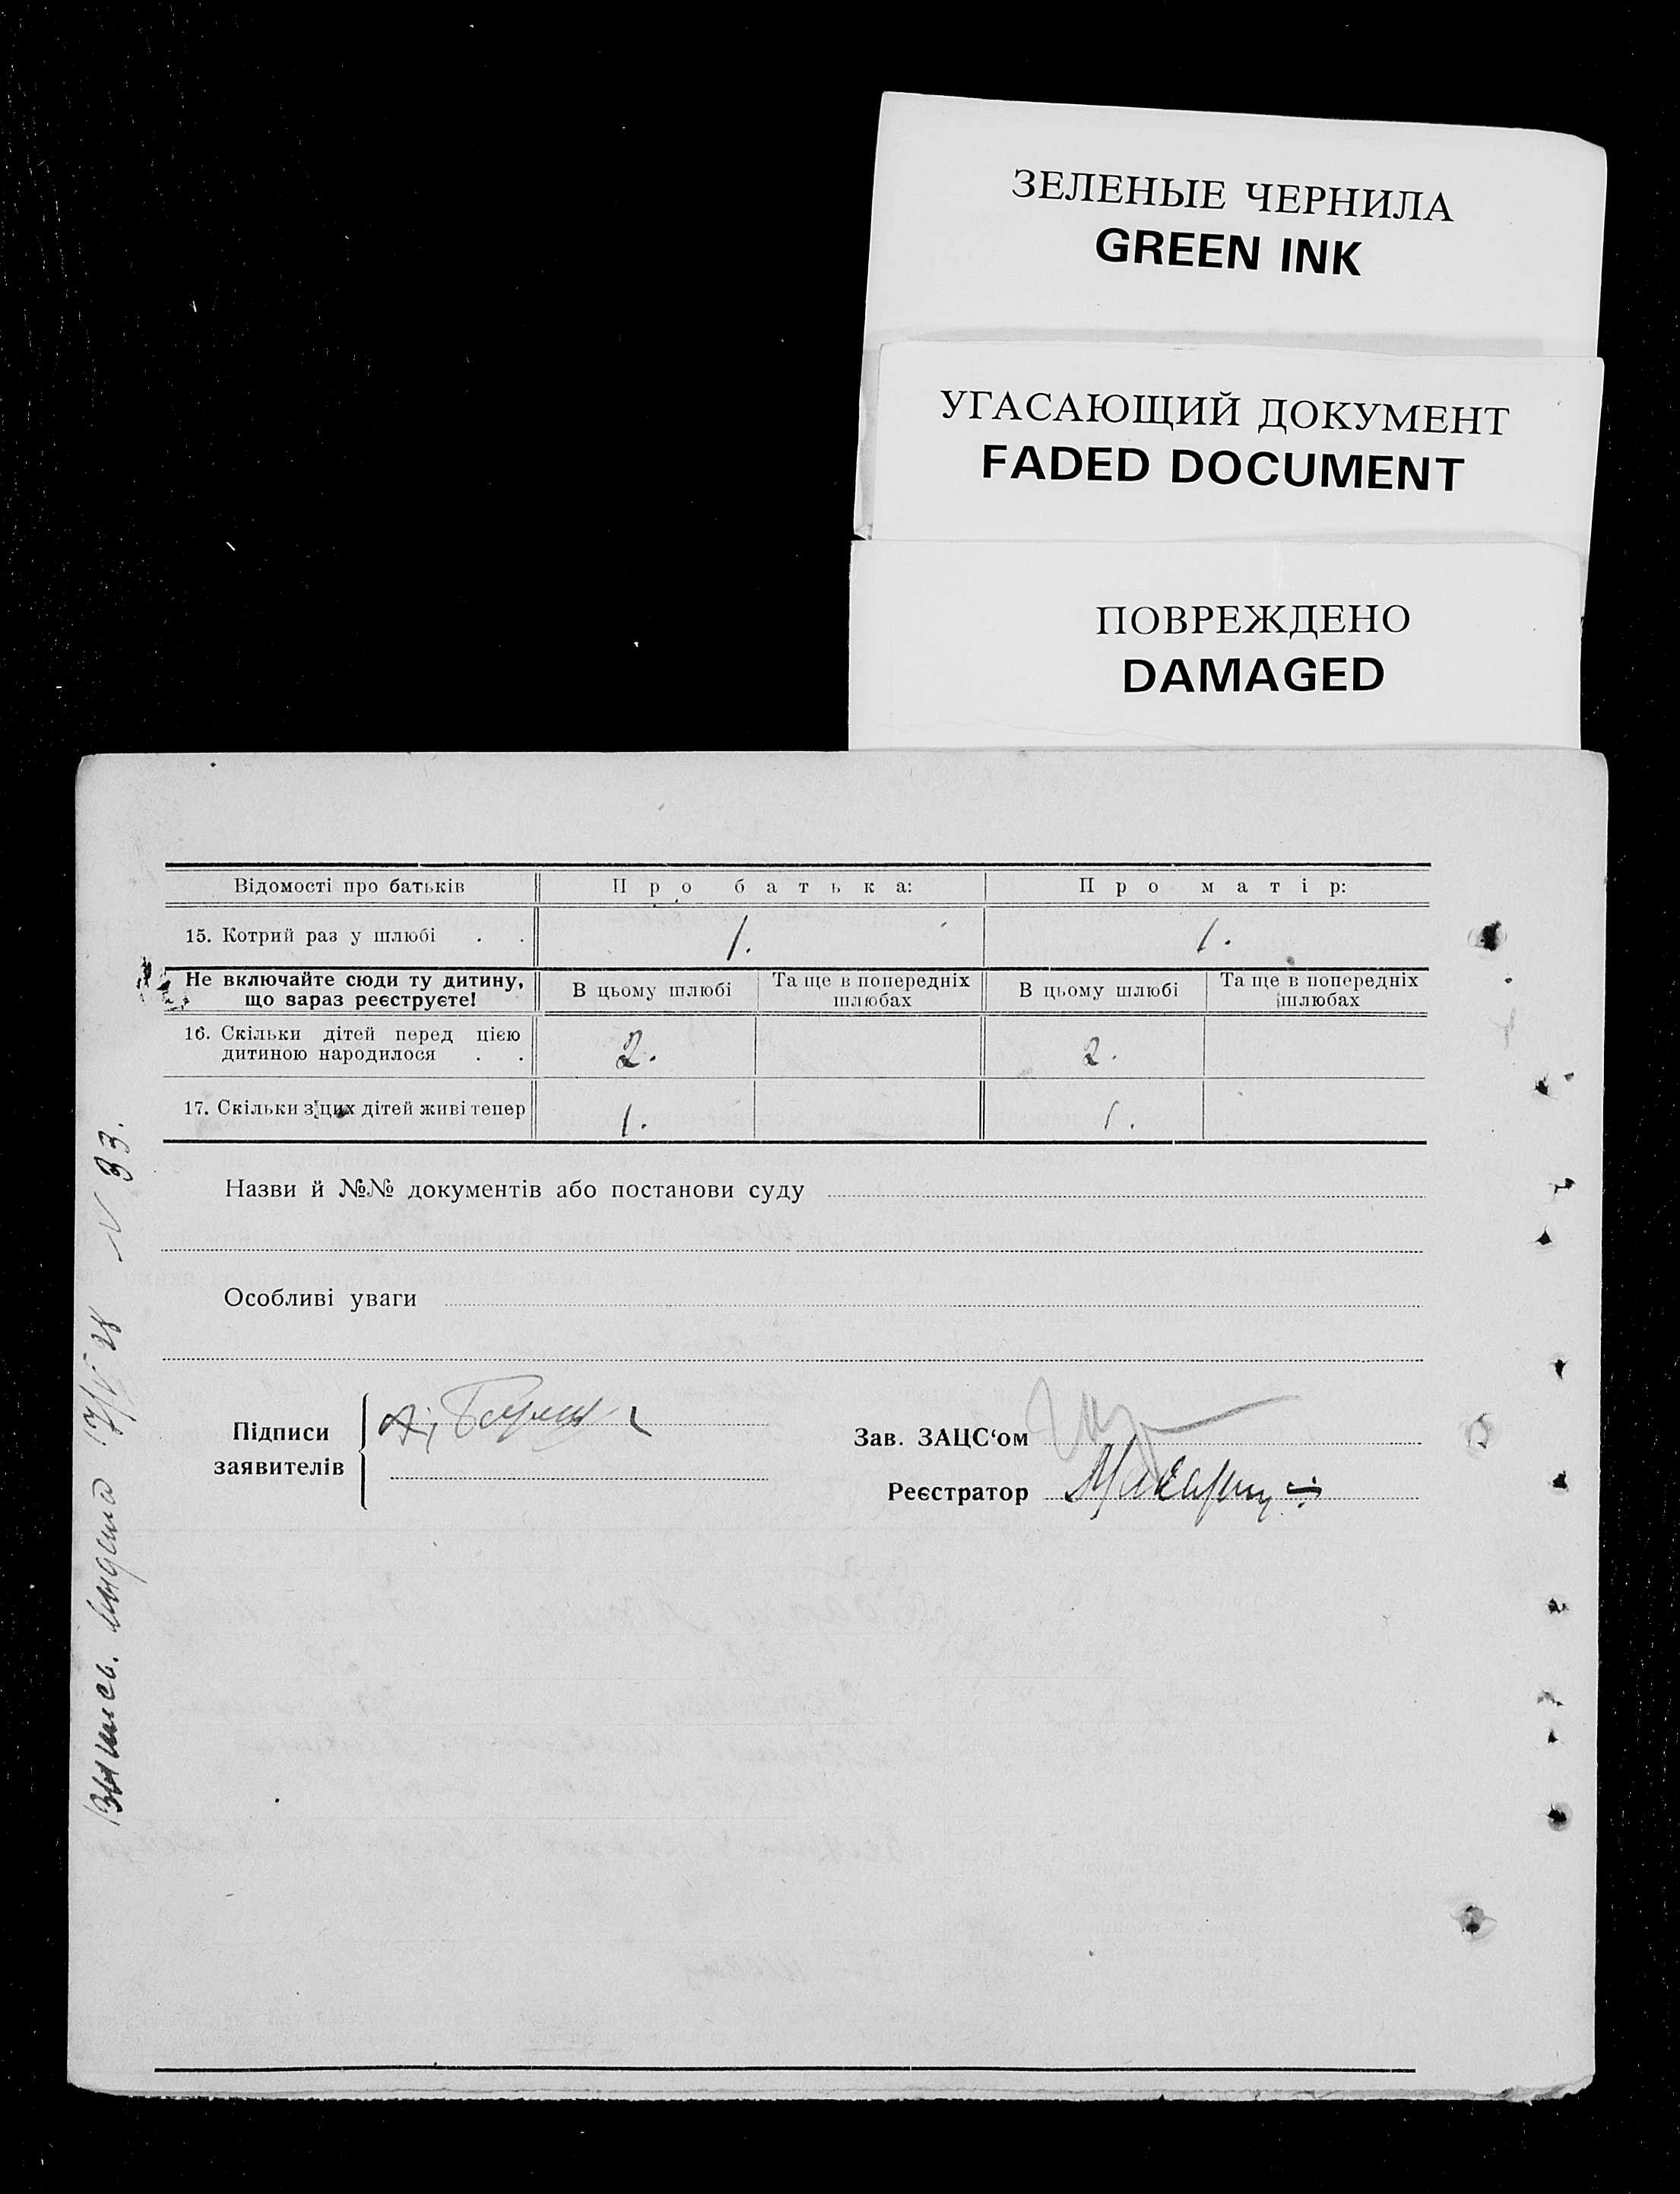 ЗЕЛЕНЫЕ ЧЕРНИЛА
GREEN INK
УГАСАЮЩИЙ ДОКУМЕНТ
FADED DOCUMENT
ПОВРЕЖДЕНО
DAMAGED
Відомості про батьків Про батька: Про матір:
15. Котрий раз у шлюбі . . 1. 1.
Не включайте сюди ту дитину, що зараз реєструєте! В цьому шлюбі Та ще в попередніх шлюбах В цьому шлюбі Та ще в попередніх шлюбах
16. Скільки дітей перед цією
дитиною народилося . . 2. 2.
17. Скільки з цих дітей живі тепер 1. 1.
Назви й №№ документів або постанови суду
Особливі уваги
Підписи
заявителів
Зав. ЗАЦС‘ом
Реєстратор
N 33.